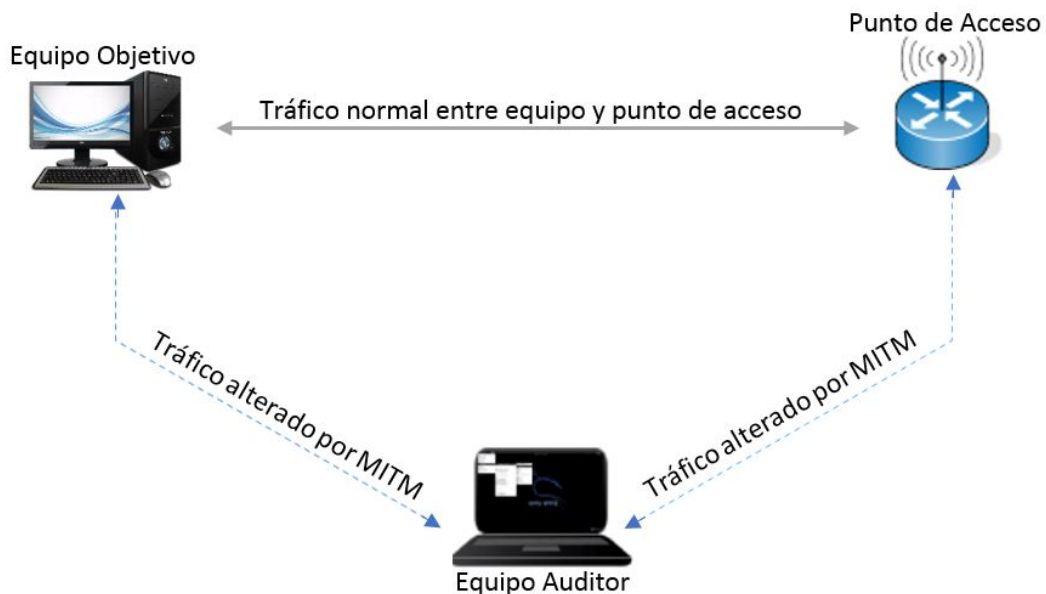 Punto de Acceso
Equipo Objetivo
Tráfico normal entre equipo y punto de acceso
Tráfico alterado por MITM
Tráfico alterado por MITM
Equipo Auditor